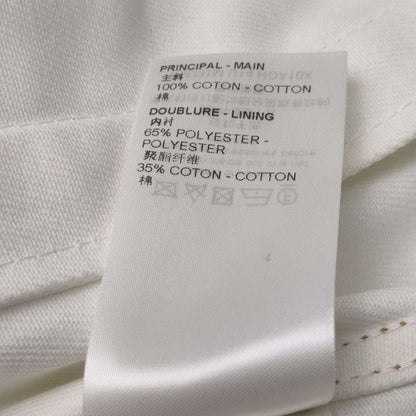 PRINCIPAL - MAIN
主料
100% COTON - COTTON
棉
DOUBLURE - LINING
内衬
65% POLYESTER -
POLYESTER
聚酯纤维
35% COTON - COTTON
棉